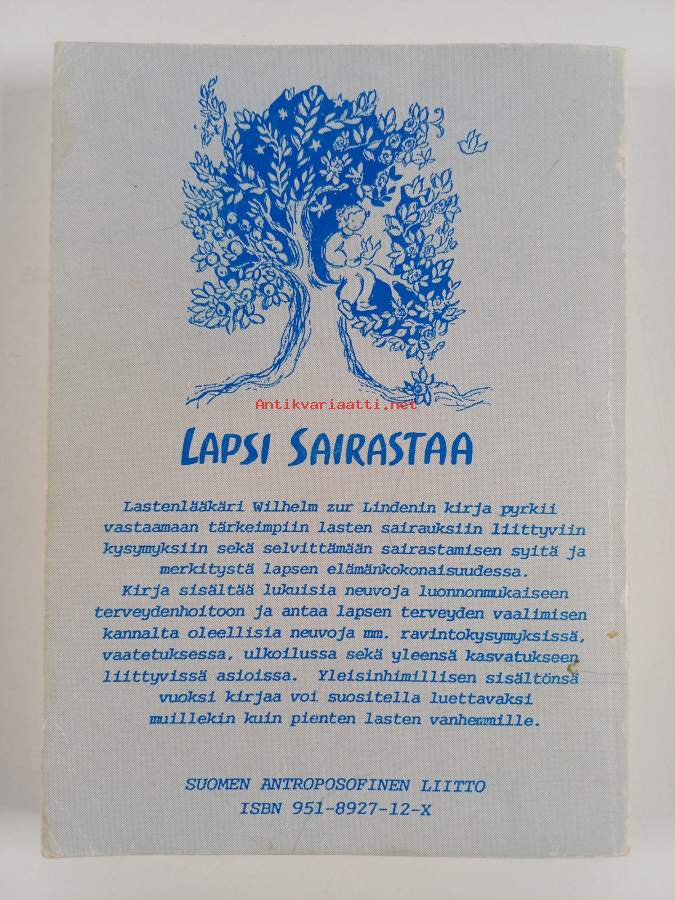 Antikvariaatti.net
LAPSI SAIRASTAA
Lastenlääkäri Wilhelm zur Lindenin kirja pyrkii
vastaamaan tärkeimpiin lasten sairauksiin liittyviin
kysymyksiin sekä selvittämään sairastamisen syitä ja
merkitystä lapsen elämänkokonaisuudessa.
Kirja sisältää lukuisia neuvoja luonnonmukaiseen
terveydenhoitoon ja antaa lapsen terveyden vaalimisen
kannalta oleellisia neuvoja mm. ravintokysymyksissä,
vaatetuksessa, ulkoilussa sekä yleensä kasvatukseen
liittyvissä asioissa. Yleisinhimillisen sisältönsä
vuoksi kirjaa voi suositella luettavaksi
muillekin kuin pienten lasten vanhemmille.
SUOMEN ANTROPOSOFINEN LIITTO
ISBN 951-8927-12-X